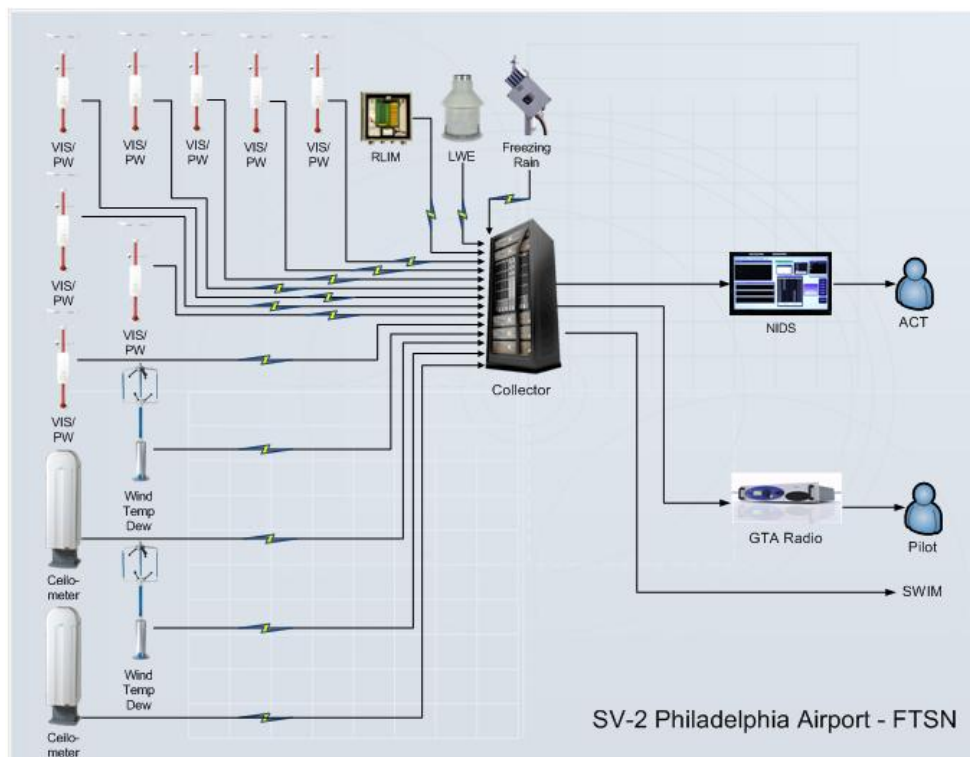 VIS/
PW
VIS/
PW
VIS/
PW
VIS/
PW
VIS/
PW
RLIM
LWE
Freezing
Rain
VIS/
PW
VIS/
PW
VIS/
PW
NIDS
ACT
Collector
Wind
Temp
Dew
GTA Radio
Pilot
Ceilo-
meter
SWIM
Wind
Temp
Dew
Ceilo-
meter
SV-2 Philadelphia Airport - FTSN